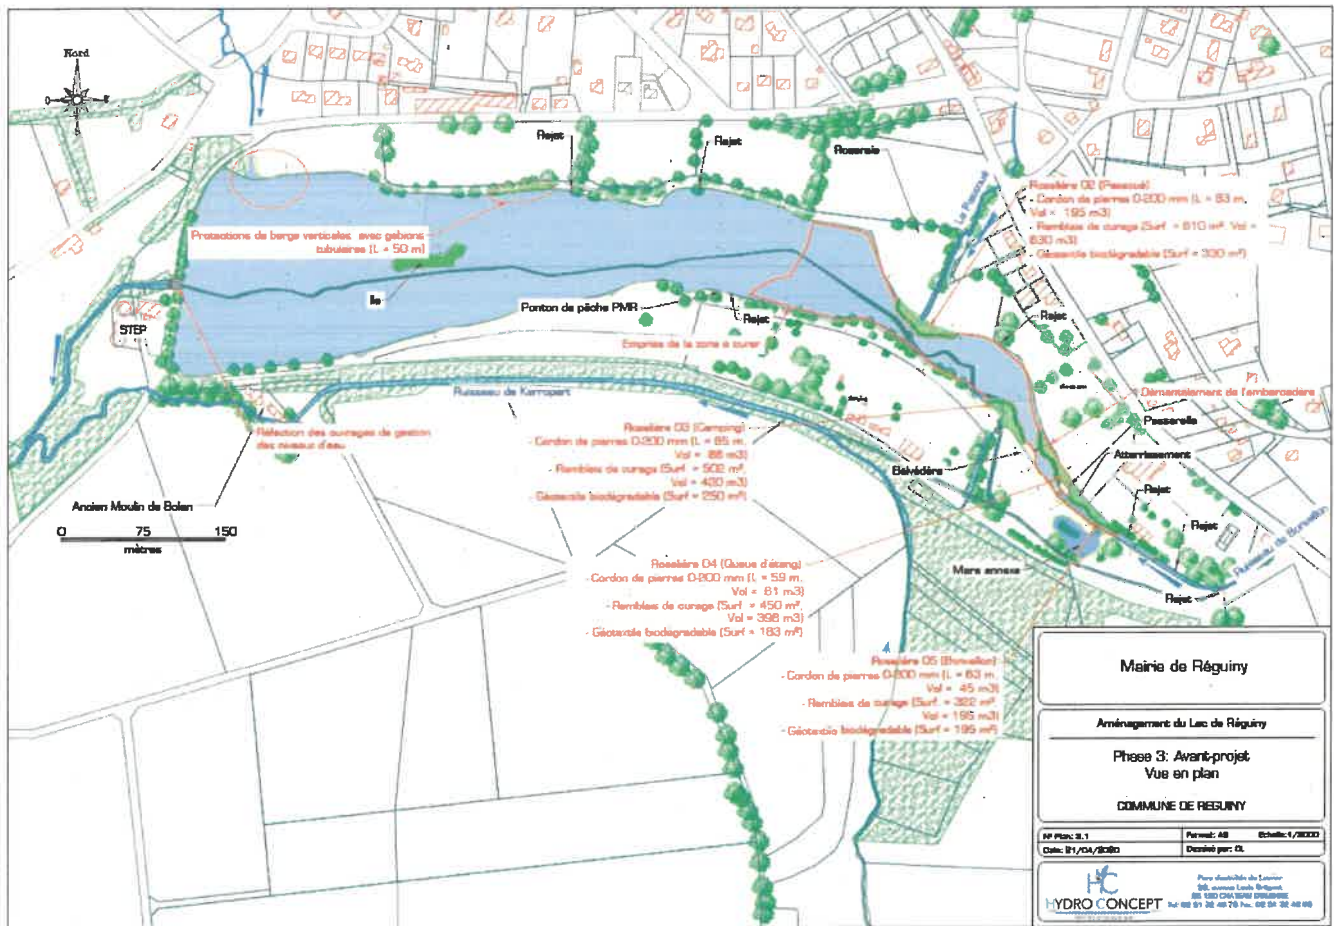 Nord
Rejet
Rejet
Roseraie
Le Passoué
Roselière 02 (Passoué)
- Cordon de pierres 0-200 mm (L = 83 m,
Vol = 195 m3)
- Remblais de curage (Surf = 610 m², Vol =
630 m3)
- Géotextile biodégradable (Surf = 330 m²)
Protections de berge verticales avec gabions
tubulaires (L = 50 m)
Ile
STEP
Ponton de pêche PMR
Rejet
Rejet
Emprise de la zone à curer
Ruisseau de Kerropert
Démantèlement de l'embarcadère
Passerelle
Réfection des ouvrages de gestion
des niveaux d'eau
Roselière 03 (Camping)
- Cordon de pierres 0-200 mm (L = 85 m,
Vol = 88 m3)
- Remblais de curage (Surf = 502 m²,
Vol = 420 m3)
- Géotextile biodégradable (Surf = 250 m²)
Atterrissement
Belvédère
Rejet
Rejet
Ancien Moulin de Bolan
0 75 150
mètres
Roselière 04 (Queue d'étang)
- Cordon de pierres 0-200 mm (L = 59 m,
Vol = 61 m3)
- Remblais de curage (Surf = 450 m²,
Vol = 398 m3)
- Géotextile biodégradable (Surf = 183 m²)
Mare annexe
Rejet
Ruisseau de
Roselière 05
- Cordon de pierres 0-200 mm (L = 63 m,
Vol = 45 m3)
- Remblais de curage (Surf = 322 m²,
Vol = 195 m3)
- Géotextile biodégradable (Surf = 195 m²)
Mairie de Réguiny
Aménagement du Lac de Réguiny
Phase 3: Avant-projet
Vue en plan
COMMUNE DE REGUINY
N° Plan: 3.1 Format: A3
Date: 21/04/2020 Dessiné par: CL
HC
HYDRO CONCEPT